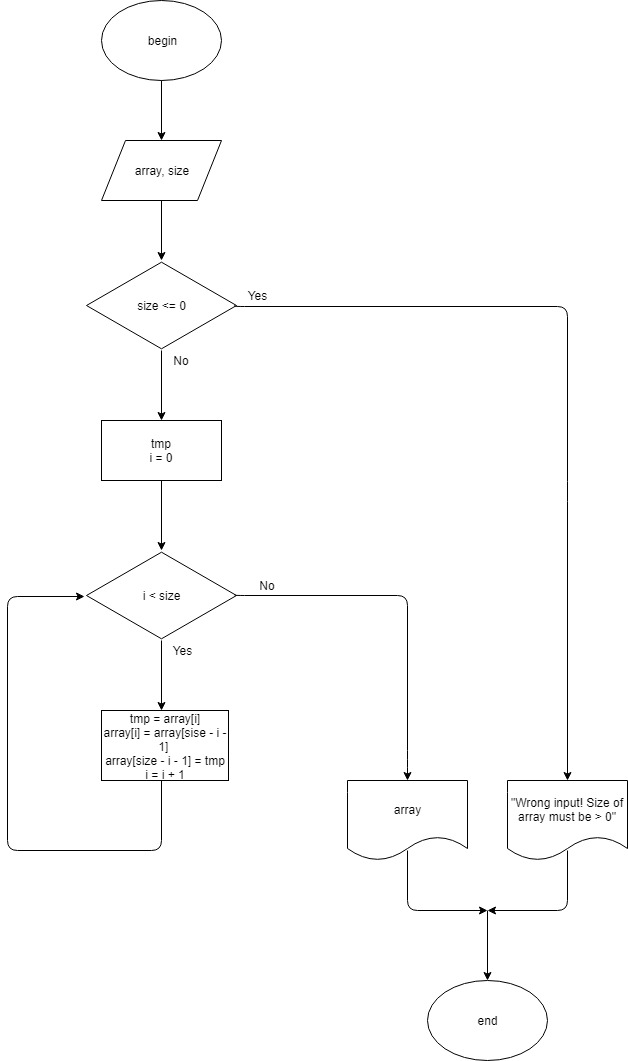 begin
array, size
size <= 0
Yes
No
tmp
i = 0
i < size
No
Yes
tmp = array[i]
array[i] = array[sise - i -
1]
array[size - i - 1] = tmp
i = i + 1
array
"Wrong input! Size of
array must be > 0"
end